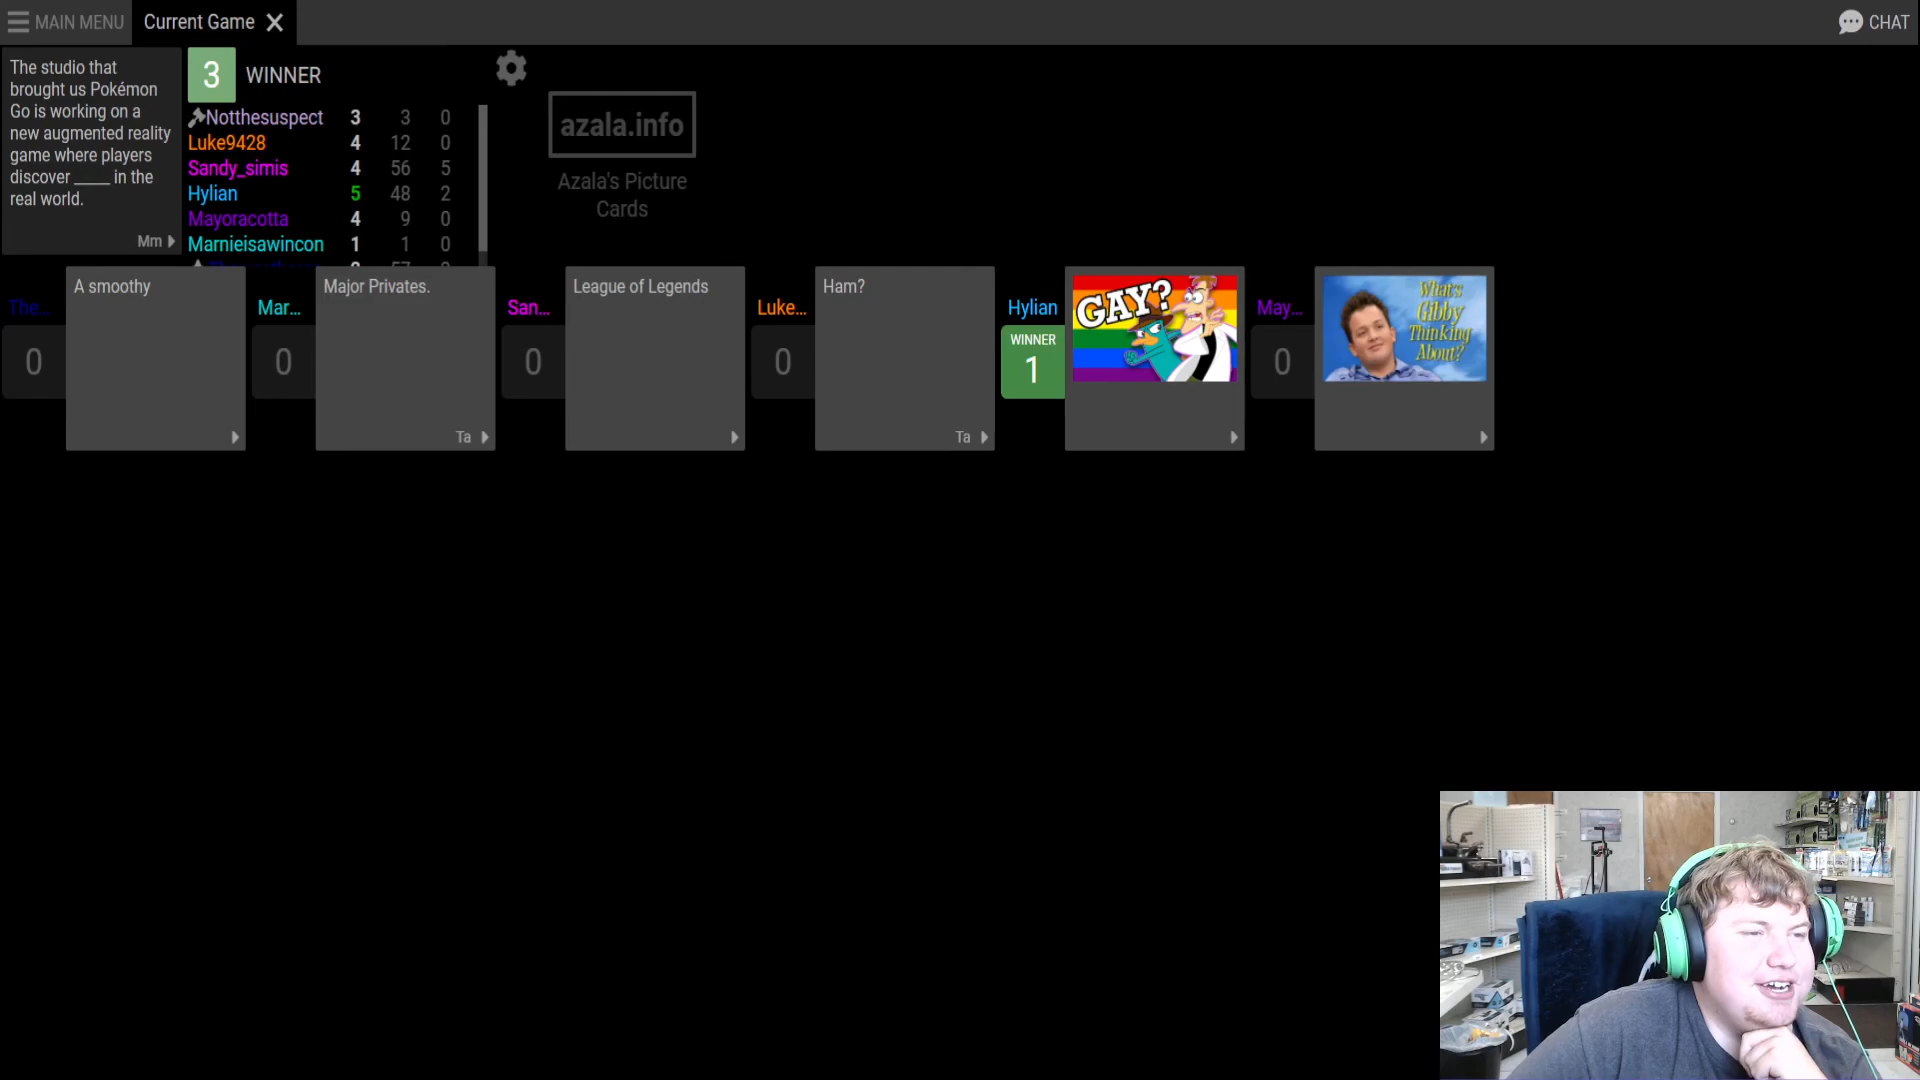 MAIN MENU
Current Game
CHAT
The studio that
brought us Pokémon
Go is working on a
new augmented reality
game where players
discover _____ in the
real world.
Mm
3 WINNER
Notthesuspect 3 3 0
Luke9428 4 12 0
Sandy_simis 4 56 5
Hylian 5 48 2
Mayoracotta 4 9 0
Marnieisawincon 1 1 0
azala.info
Azala's Picture
Cards
The...
0
A smoothy
Mar...
0
Major Privates.
Ta
San...
0
League of Legends
Luke...
0
Ham?
Ta
Hylian
WINNER
1
GAY?
May...
0
What's
Gibby
Thinking
About?